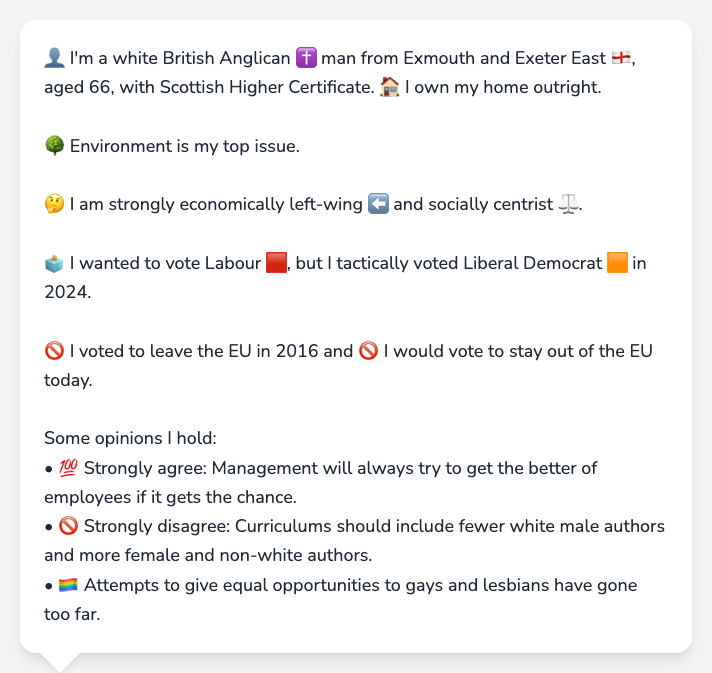 👤 I'm a white British Anglican ✝️ man from Exmouth and Exeter East 🏴󠁧󠁢󠁥󠁮󠁧󠁿,
aged 66, with Scottish Higher Certificate. 🏠 I own my home outright.
🌳 Environment is my top issue.
🤔 I am strongly economically left-wing ⬅️ and socially centrist ⚖️.
🗳️ I wanted to vote Labour 🟥, but I tactically voted Liberal Democrat 🟧 in
2024.
🚫 I voted to leave the EU in 2016 and 🚫 I would vote to stay out of the EU
today.
Some opinions I hold:
• 💯 Strongly agree: Management will always try to get the better of
employees if it gets the chance.
• 🚫 Strongly disagree: Curriculums should include fewer white male authors
and more female and non-white authors.
• 🏳️‍🌈 Attempts to give equal opportunities to gays and lesbians have gone
too far.